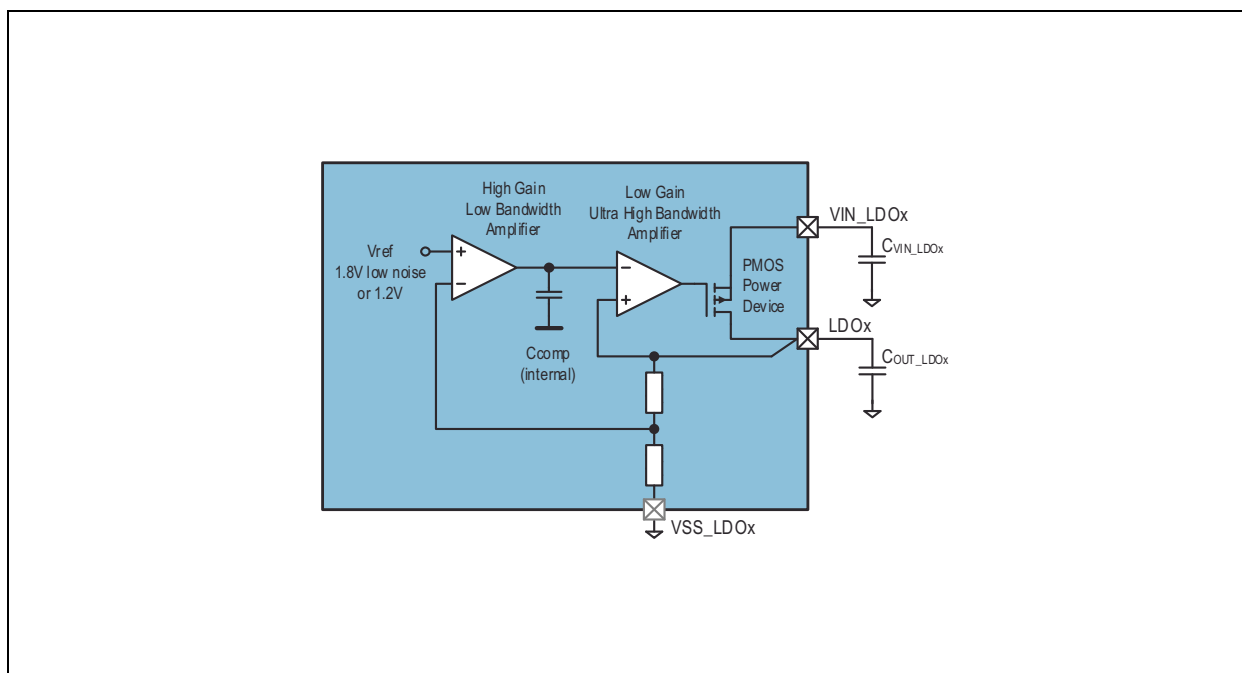 High Gain
Low Bandwidth
Amplifier
Low Gain
Ultra High Bandwidth
Amplifier
Vref
1.8V low noise
or 1.2V
+
−
−
+
Ccomp
(internal)
PMOS
Power
Device
VIN_LDOx
CVIN_LDOx
LDOx
COUT_LDOx
VSS_LDOx